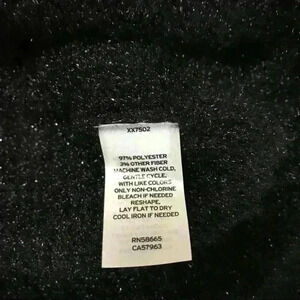 XX7502
97% POLYESTER
3% OTHER FIBER
MACHINE WASH COLD,
GENTLE CYCLE,
WITH LIKE COLORS
ONLY NON-CHLORINE
BLEACH IF NEEDED
RESHAPE,
LAY FLAT TO DRY
COOL IRON IF NEEDED
RN58665
CA57963